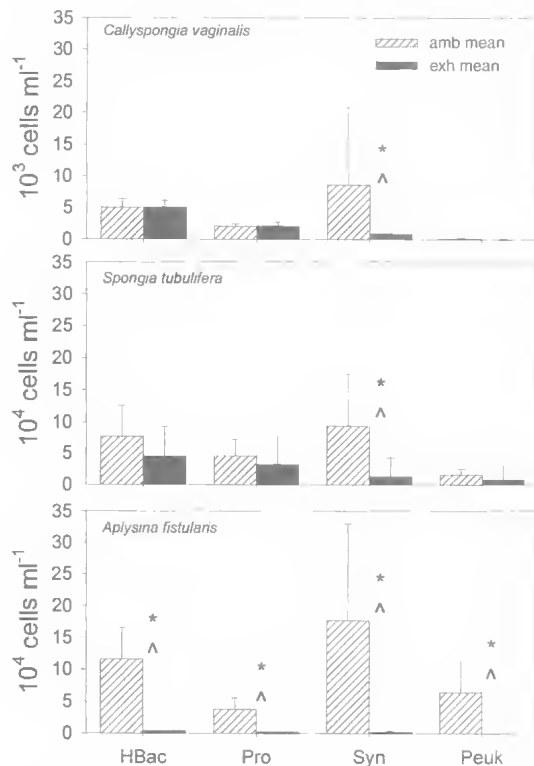 35
Callyspongia vaginalis
amb mean
exh mean
30
25
20
15
10
5
0
10³ cells ml⁻¹
*
^
35
Spongia tubulifera
30
25
20
15
10
5
0
10⁴ cells ml⁻¹
*
^
35
Aplysina fistularis
30
25
20
15
10
5
0
10⁴ cells ml⁻¹
* * * *
^ ^ ^ ^
HBac Pro Syn Peuk